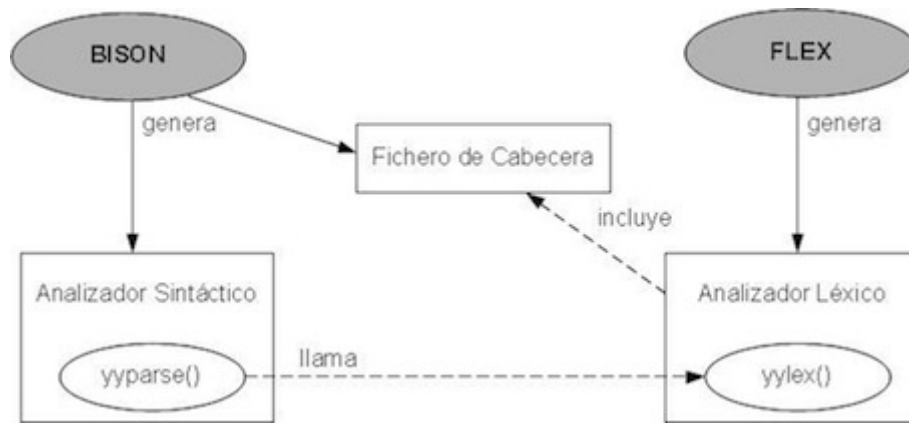 BISON
FLEX
genera
genera
Fichero de Cabecera
incluye
Analizador Sintáctico
Analizador Léxico
llama
yyparse()
yylex()